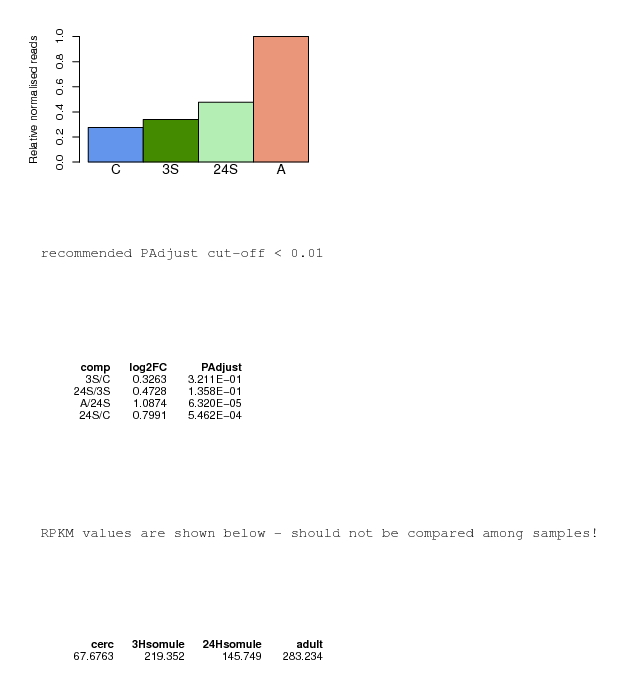 Relative normalised reads
1.0
0.8
0.6
0.4
0.2
0.0
C 3S 24S A
recommended PAdjust cut-off < 0.01
comp log2FC PAdjust
3S/C 0.3263 3.211E-01
24S/3S 0.4728 1.358E-01
A/24S 1.0874 6.320E-05
24S/C 0.7991 5.462E-04
RPKM values are shown below - should not be compared among samples!
cerc 3Hsomule 24Hsomule adult
67.6763 219.352 145.749 283.234